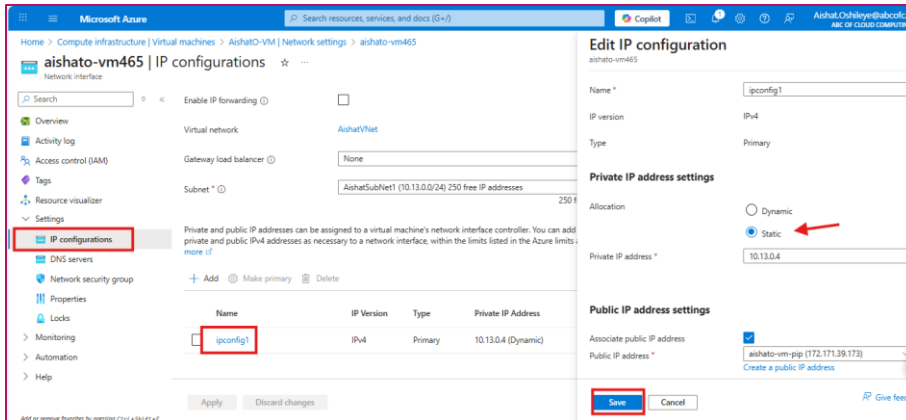 Microsoft Azure
Search resources, services, and docs (G+/)
Copilot
1
Aishat.Oshileye@abcofc
ABC OF CLOUD COMPUTIN
Home > Compute infrastructure | Virtual machines > AishatO-VM | Network settings > aishato-vm465
aishato-vm465 | IP configurations
Network interface
Search
Overview
Activity log
Access control (IAM)
Tags
Resource visualizer
Settings
IP configurations
DNS servers
Network security group
Properties
Locks
Monitoring
Automation
Help
Add or remove favorites by pressing Ctrl+Shift+F
Enable IP forwarding
Virtual network
AishatVNet
Gateway load balancer
None
Subnet *
AishatSubNet1 (10.13.0.0/24) 250 free IP addresses
250 f
Private and public IP addresses can be assigned to a virtual machine's network interface controller. You can add
private and public IPv4 addresses as necessary to a network interface, within the limits listed in the Azure limits
more
+ Add
Make primary
Delete
Name IP Version Type Private IP Address
ipconfig1 IPv4 Primary 10.13.0.4 (Dynamic)
Apply
Discard changes
Edit IP configuration
aishato-vm465
Name *
ipconfig1
IP version
IPv4
Type
Primary
Private IP address settings
Allocation
Dynamic
Static
Private IP address *
10.13.0.4
Public IP address settings
Associate public IP address
Public IP address *
aishato-vm-pip (172.171.39.173)
Create a public IP address
Save
Cancel
Give feed